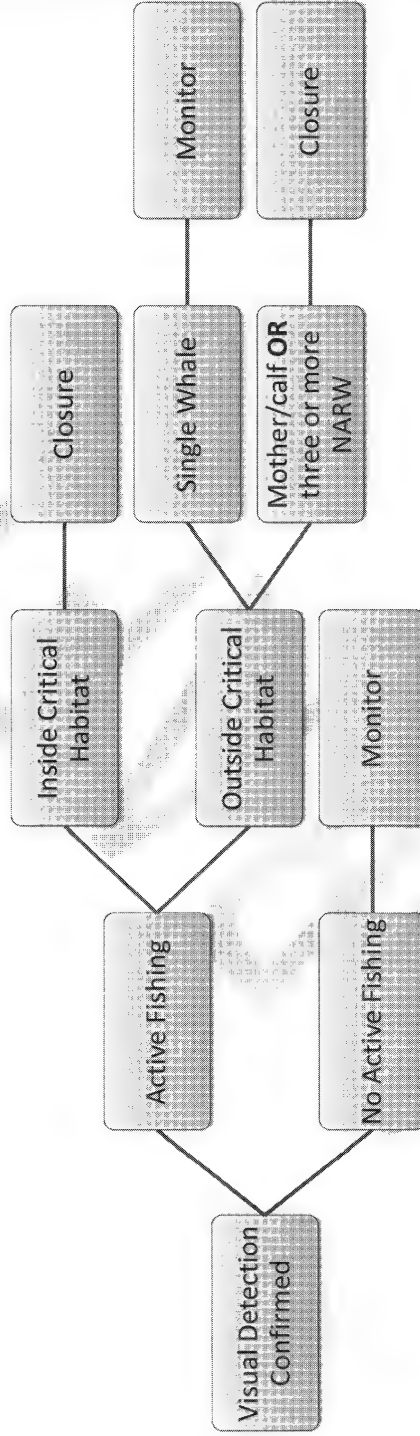 Visual Detection
Confirmed
Active Fishing
No Active Fishing
Inside Critical
Habitat
Outside Critical
Habitat
Monitor
Closure
Single Whale
Mother/calf OR
three or more
NARW
Monitor
Closure